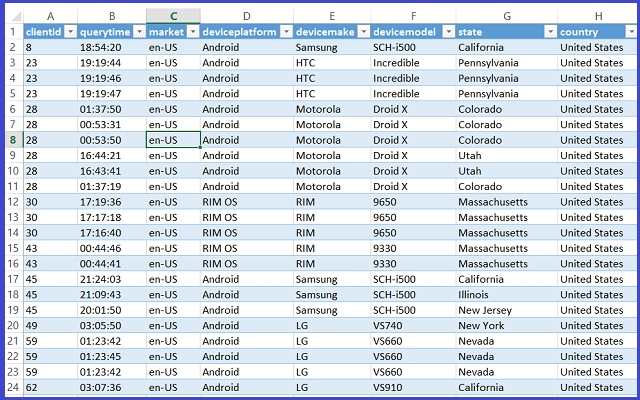 A B C D E F G H
1 clientid querytime market deviceplatform devicemake devicemodel state country
2 8 18:54:20 en-US Android Samsung SCH-i500 California United States
3 23 19:19:44 en-US Android HTC Incredible Pennsylvania United States
4 23 19:19:46 en-US Android HTC Incredible Pennsylvania United States
5 23 19:19:47 en-US Android HTC Incredible Pennsylvania United States
6 28 01:37:50 en-US Android Motorola Droid X Colorado United States
7 28 00:53:31 en-US Android Motorola Droid X Colorado United States
8 28 00:53:50 en-US Android Motorola Droid X Colorado United States
9 28 16:44:21 en-US Android Motorola Droid X Utah United States
10 28 16:43:41 en-US Android Motorola Droid X Utah United States
11 28 01:37:19 en-US Android Motorola Droid X Colorado United States
12 30 17:19:36 en-US RIM OS RIM 9650 Massachusetts United States
13 30 17:17:18 en-US RIM OS RIM 9650 Massachusetts United States
14 30 17:16:40 en-US RIM OS RIM 9650 Massachusetts United States
15 43 00:44:46 en-US RIM OS RIM 9330 Massachusetts United States
16 43 00:44:41 en-US RIM OS RIM 9330 Massachusetts United States
17 45 21:24:03 en-US Android Samsung SCH-i500 California United States
18 45 21:09:43 en-US Android Samsung SCH-i500 Illinois United States
19 45 20:01:50 en-US Android Samsung SCH-i500 New Jersey United States
20 49 03:05:50 en-US Android LG VS740 New York United States
21 59 01:23:42 en-US Android LG VS660 Nevada United States
22 59 01:23:45 en-US Android LG VS660 Nevada United States
23 59 01:23:42 en-US Android LG VS660 Nevada United States
24 62 03:07:36 en-US Android LG VS910 California United States